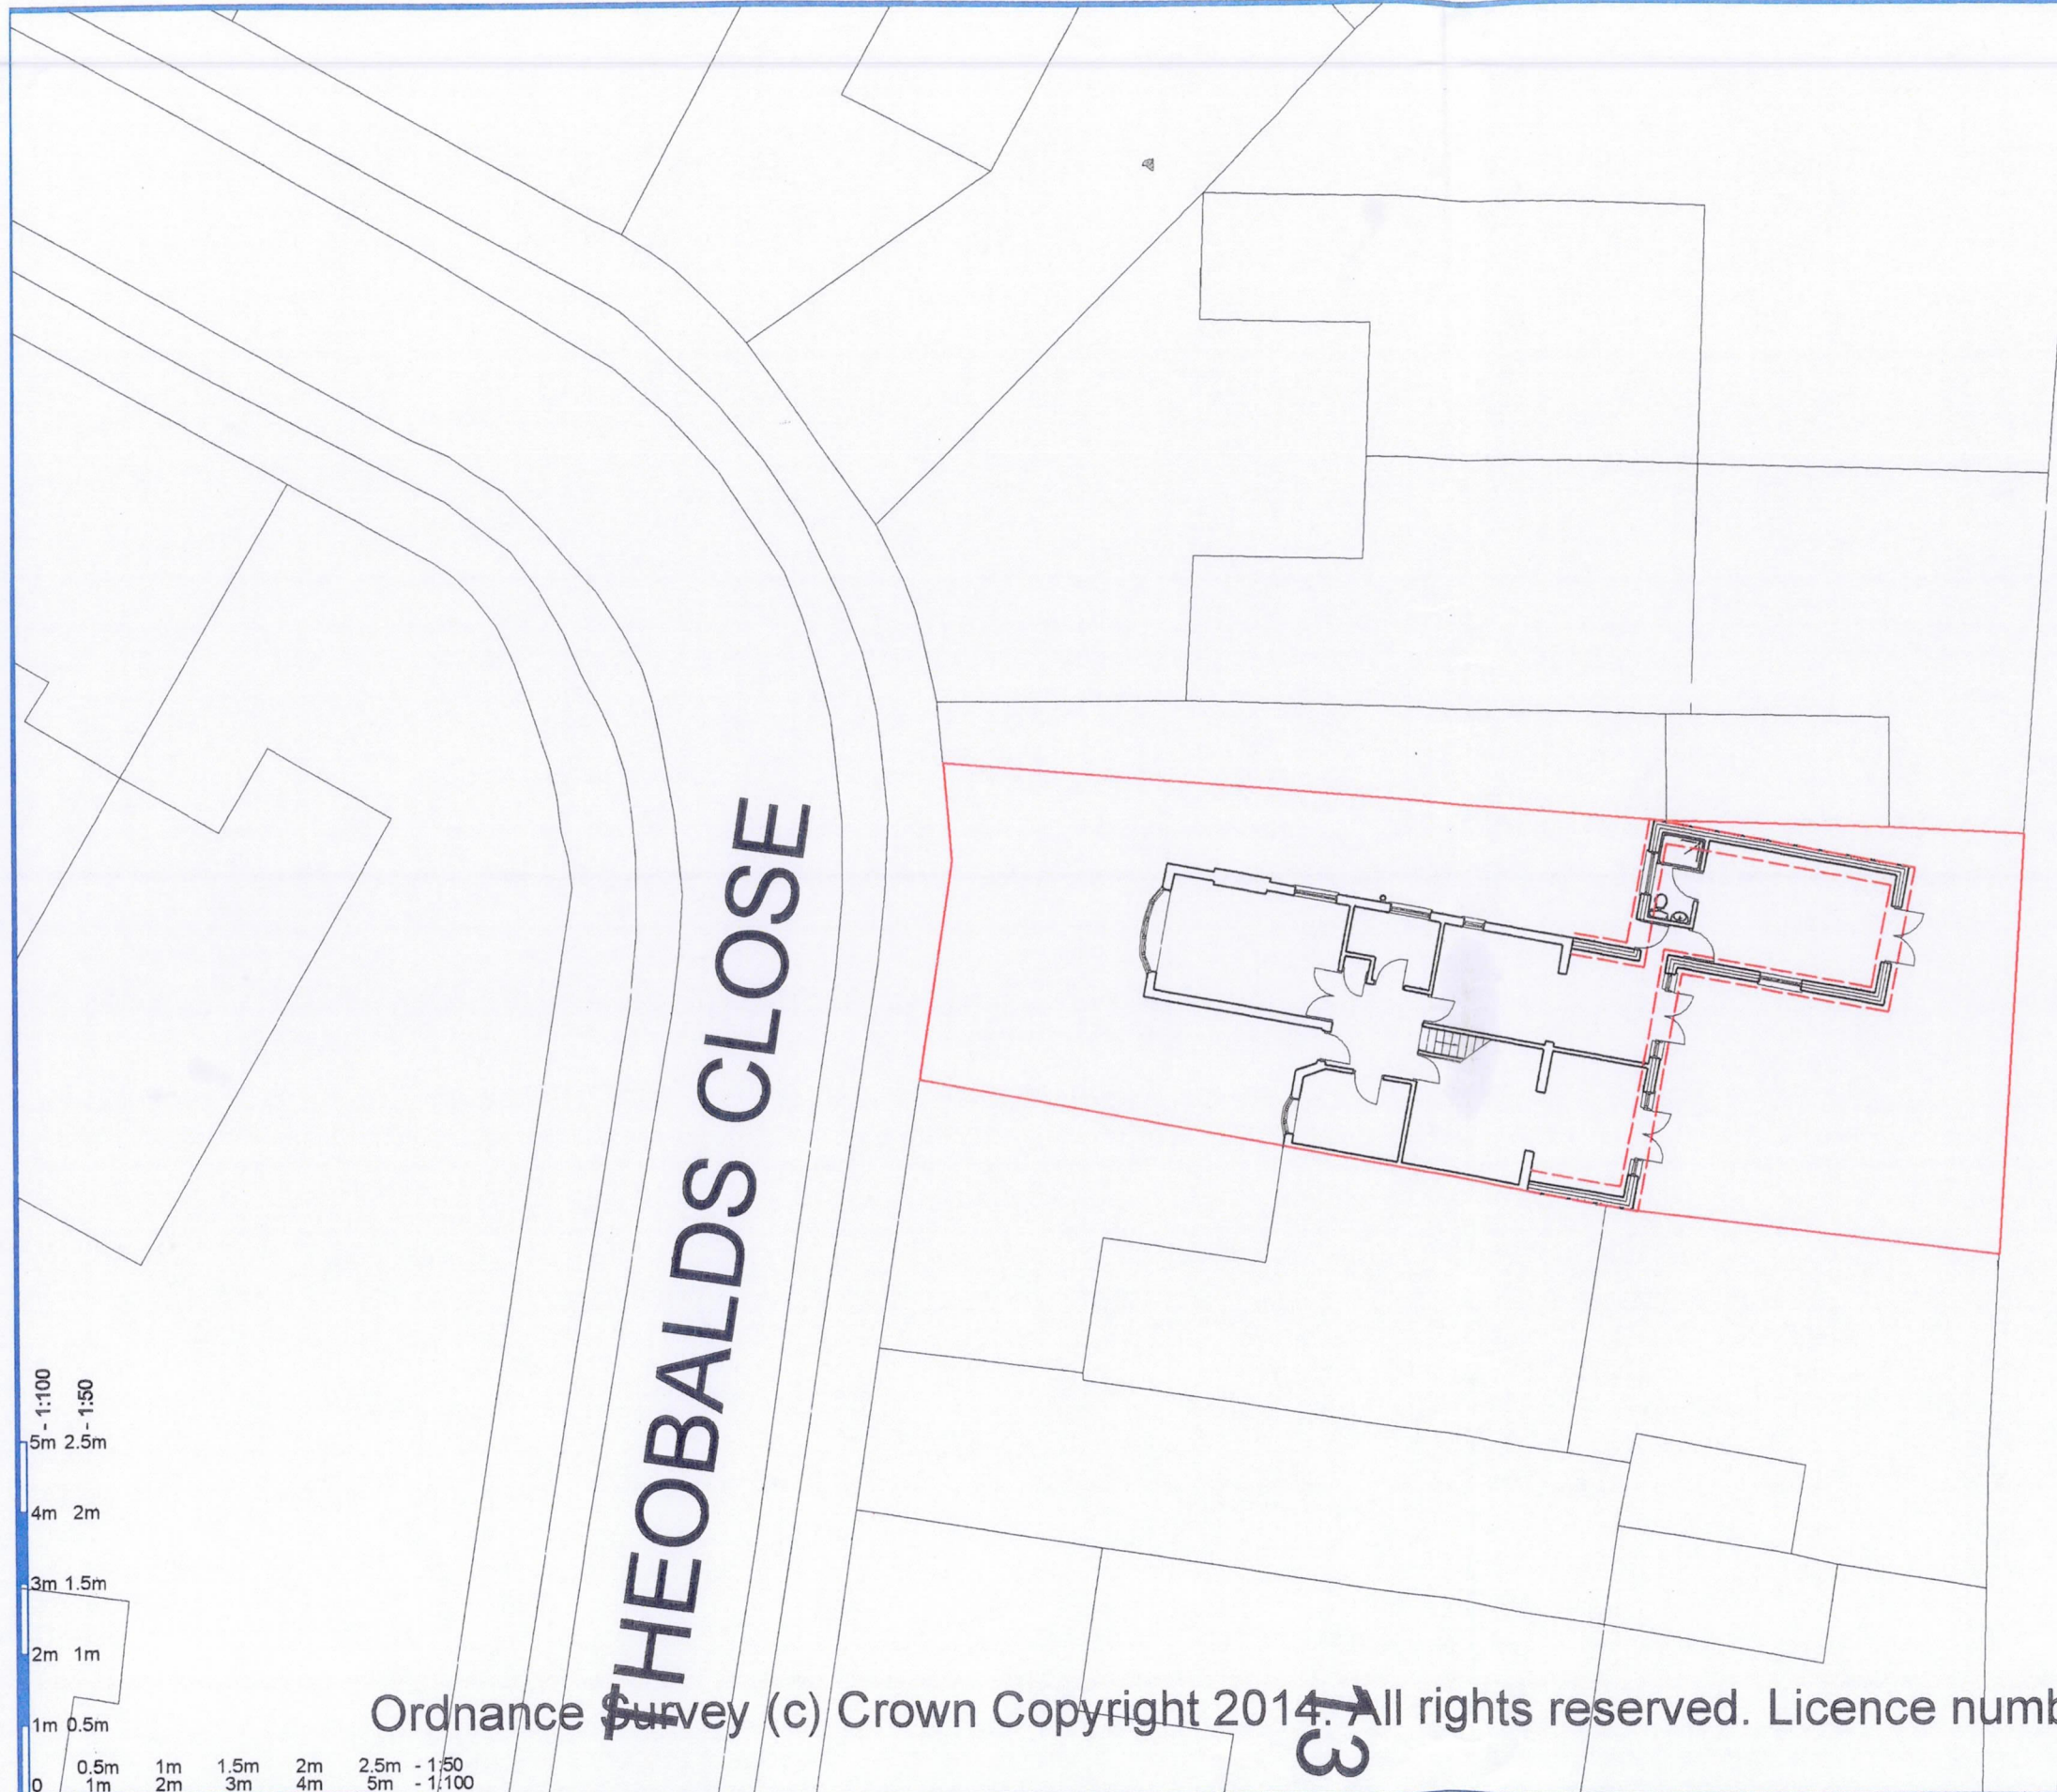 THEOBALDS CLOSE
- 1:100
- 1:50
5m 2.5m
4m 2m
3m 1.5m
2m 1m
1m 0.5m
Ordnance Survey (c) Crown Copyright 2014. All rights reserved. Licence numb
13
0.5m 1m 1.5m 2m 2.5m - 1:50
0 1m 2m 3m 4m 5m - 1:100